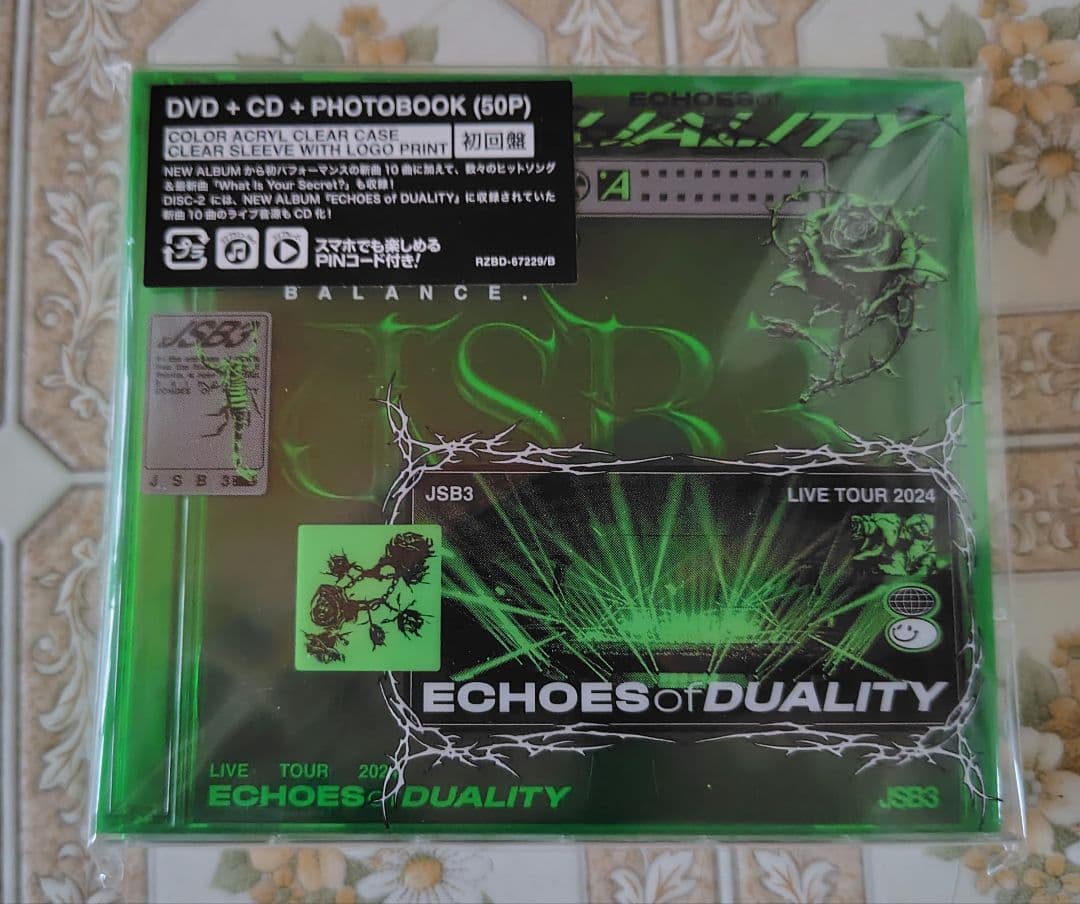 DVD + CD + PHOTOBOOK (50P)
COLOR ACRYL CLEAR CASE
CLEAR SLEEVE WITH LOGO PRINT
初回盤
NEW ALBUM から初パフォーマンスの新曲 10 曲に加えて、数々のヒットソング
&最新曲「What Is Your Secret?」も収録!
DISC-2 には、NEW ALBUM『ECHOES of DUALITY』に収録されていた
新曲 10 曲のライブ音源も CD 化!
スマホでも楽しめる
PINコード付き!
RZBD-67229/B
ECHOES of
DUALITY
A
BALANCE.
JSB3
JSB3
JSB3
JSB3
LIVE TOUR 2024
ECHOES of DUALITY
LIVE TOUR 202
ECHOES of DUALITY
JSB3